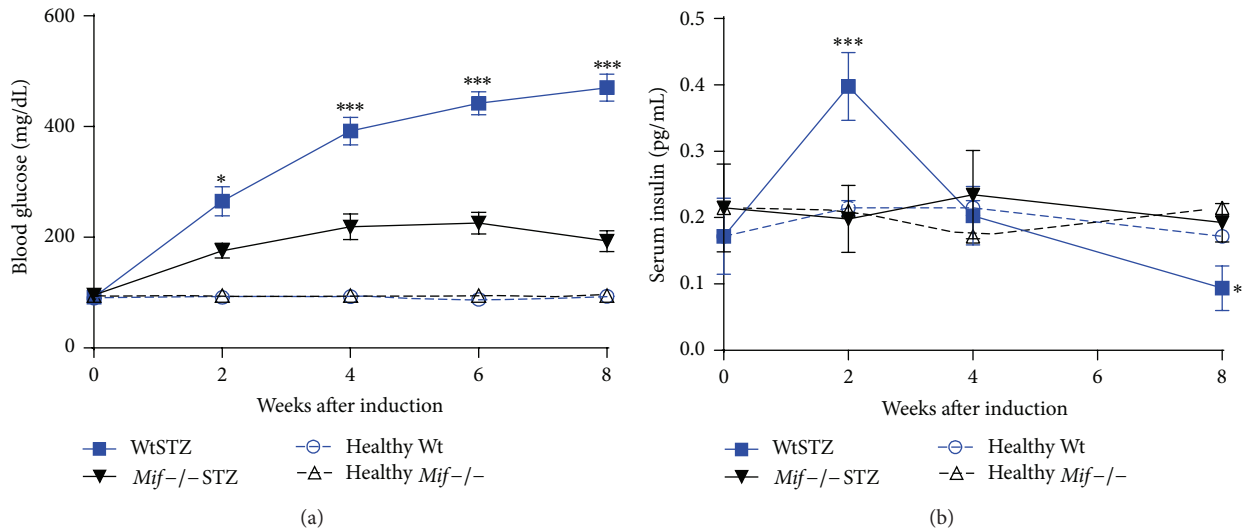 600
400
200
0
Blood glucose (mg/dL)
*
***
***
***
0 2 4 6 8
Weeks after induction
WtSTZ
Mif−/− STZ
Healthy Wt
Healthy Mif−/−
(a)
0.5
0.4
0.3
0.2
0.1
0.0
Serum insulin (pg/mL)
***
*
0 2 4 6 8
Weeks after induction
WtSTZ
Mif−/− STZ
Healthy Wt
Healthy Mif−/−
(b)